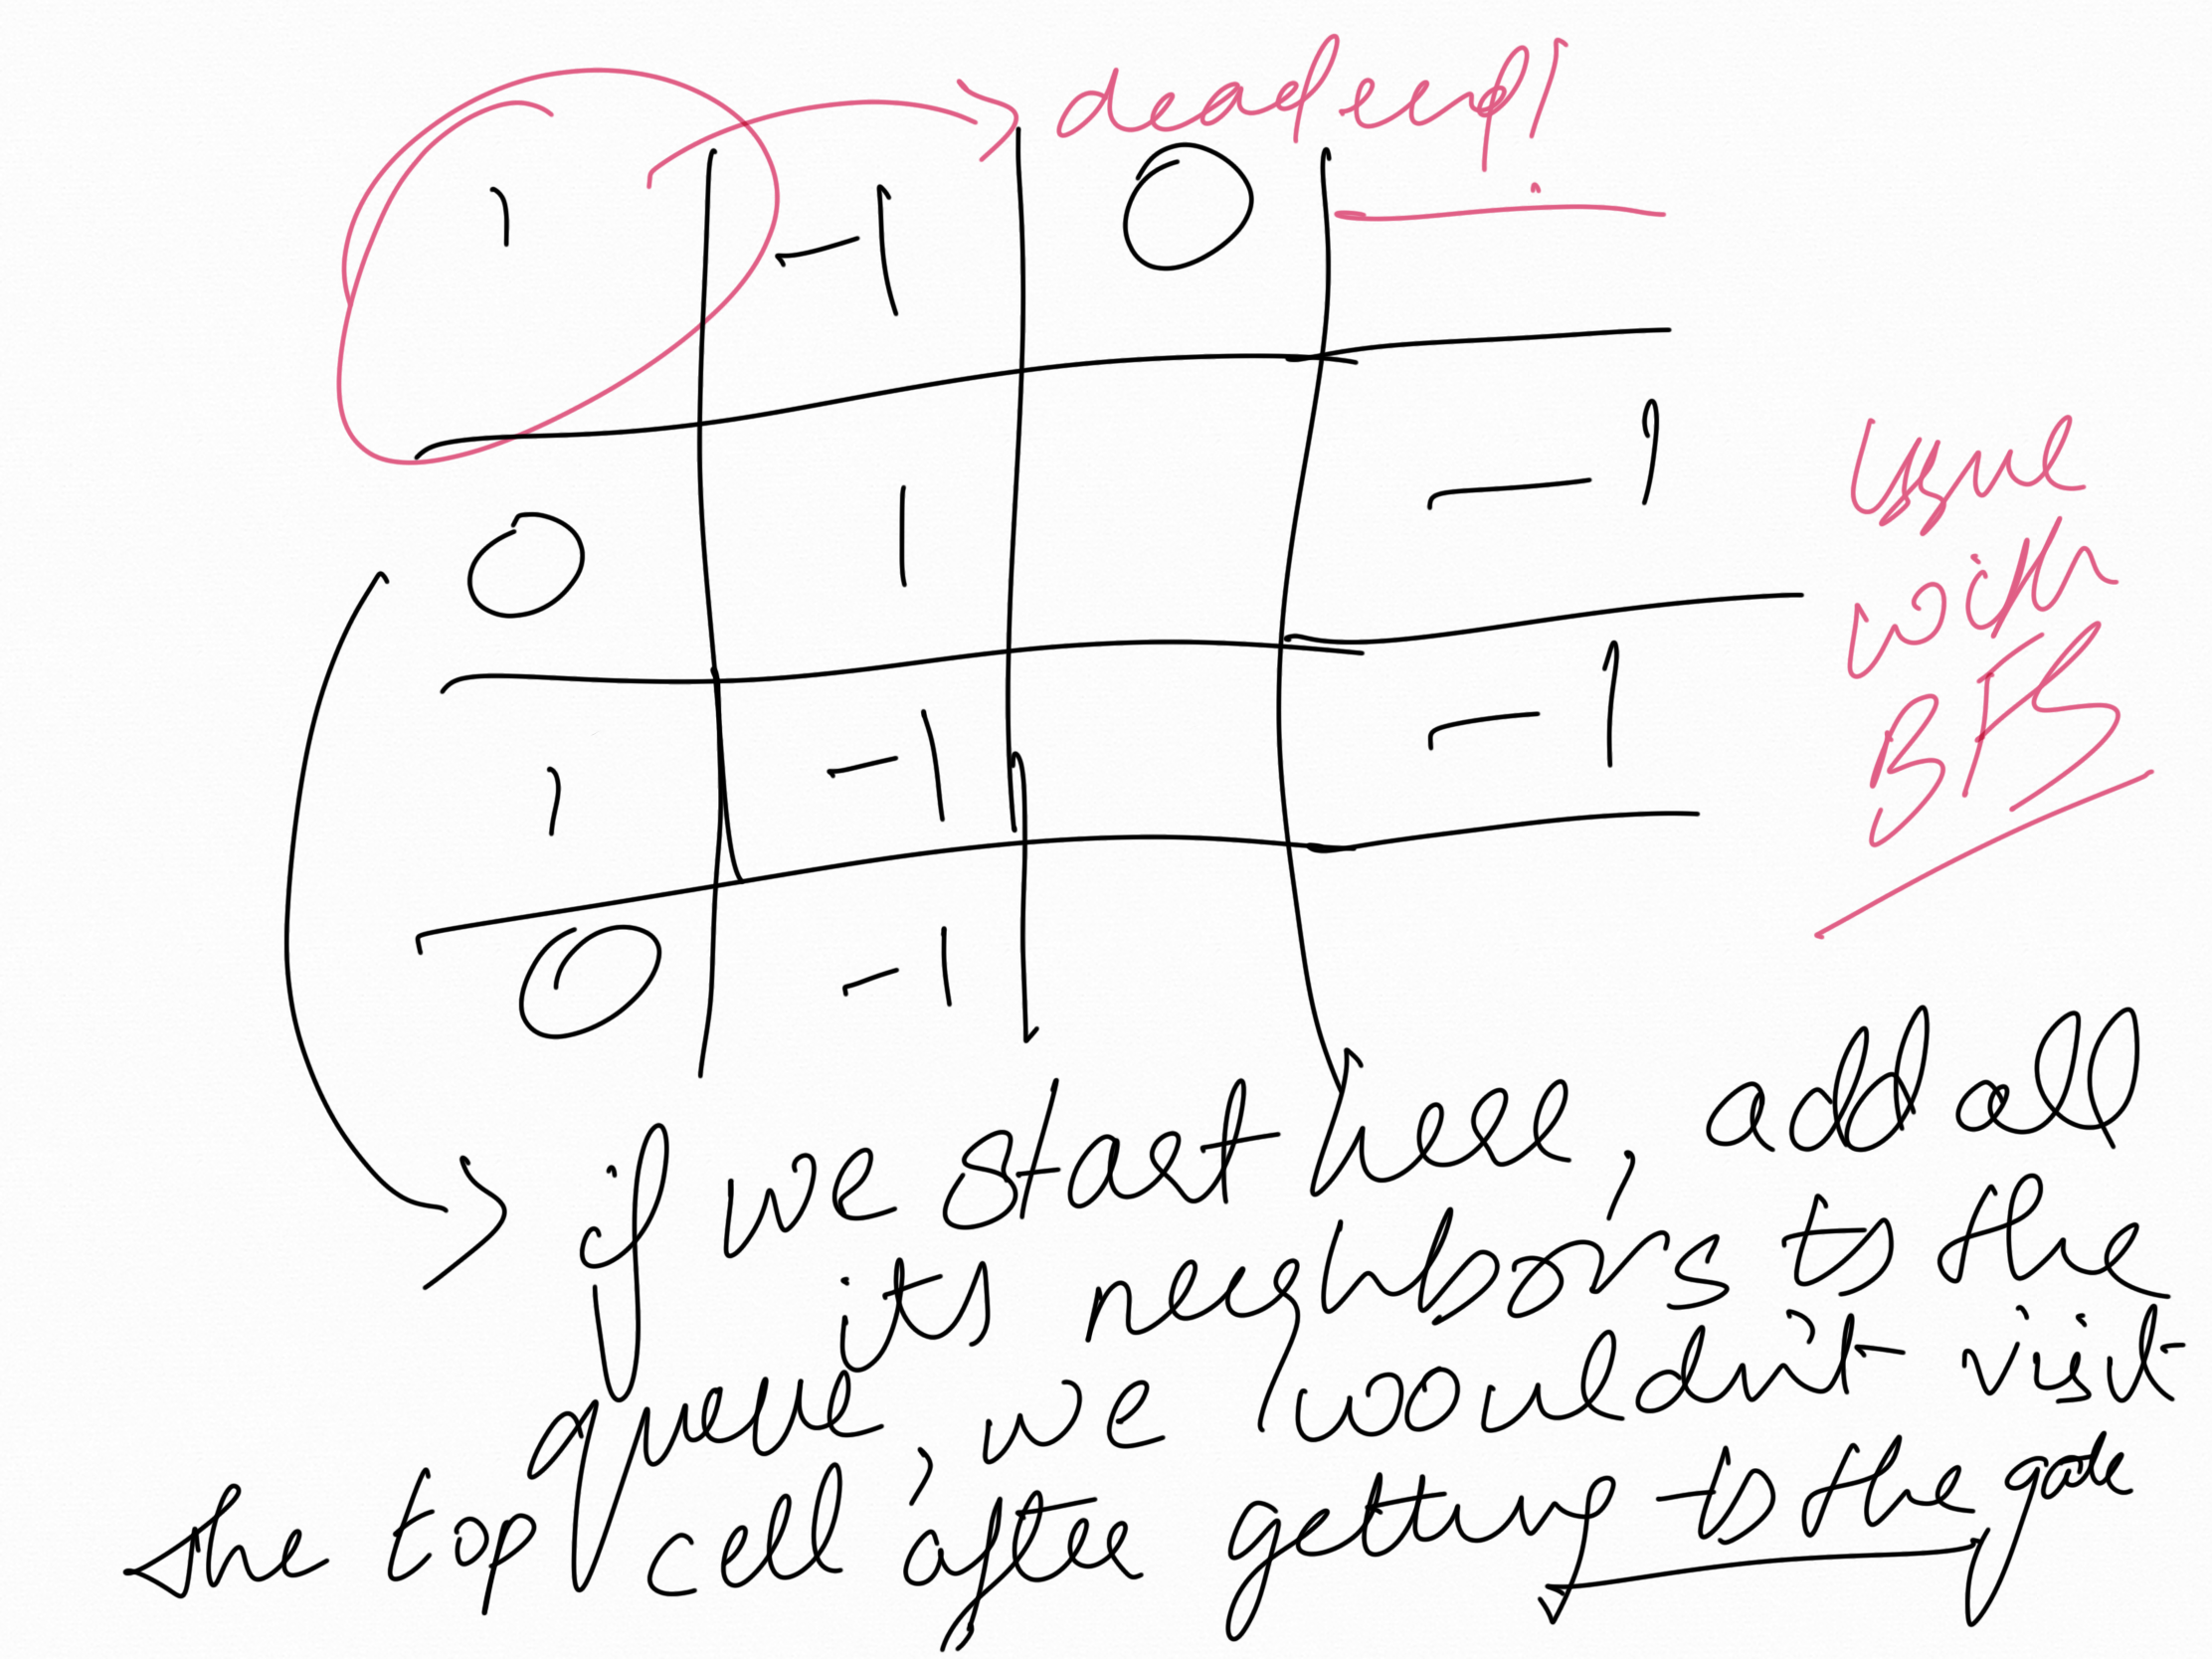 deadend!
1 -1 0
0 1 -1
1 -1 -1
0 -1
Issue
with
BFS
if we start here, add all
its neighbors to the
queue, we wouldn't visit
the top cell after getting to the gate